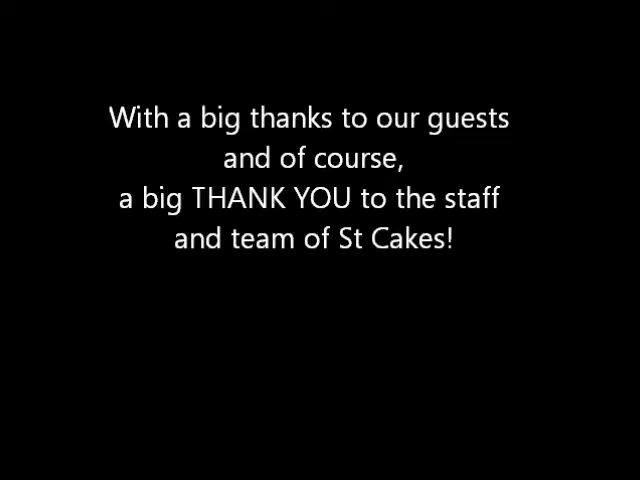 With a big thanks to our guests
and of course,
a big THANK YOU to the staff
and team of St Cakes!